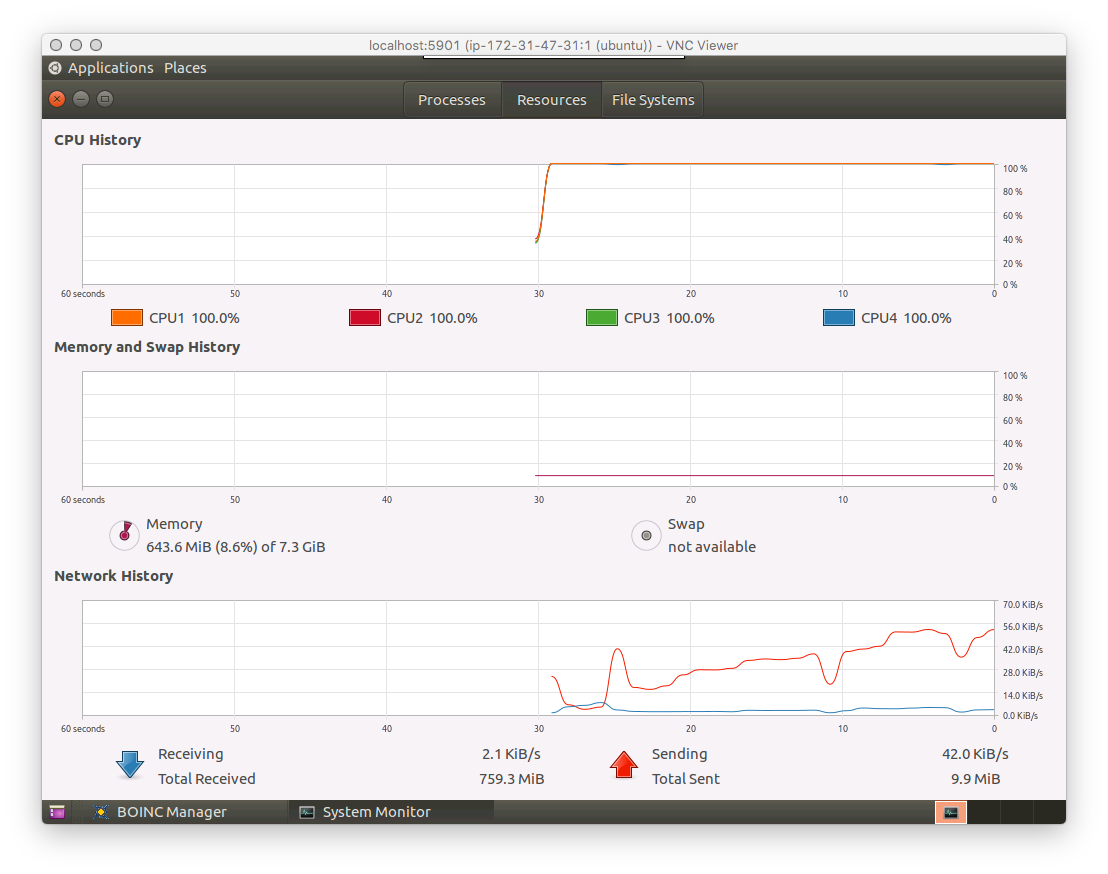 localhost:5901 (ip-172-31-47-31:1 (ubuntu)) - VNC Viewer
Applications Places
Processes Resources File Systems
CPU History
100 %
80 %
60 %
40 %
20 %
0 %
60 seconds 50 40 30 20 10 0
CPU1 100.0% CPU2 100.0% CPU3 100.0% CPU4 100.0%
Memory and Swap History
100 %
80 %
60 %
40 %
20 %
0 %
60 seconds 50 40 30 20 10 0
Memory Swap
643.6 MiB (8.6%) of 7.3 GiB not available
Network History
70.0 KiB/s
56.0 KiB/s
42.0 KiB/s
28.0 KiB/s
14.0 KiB/s
0.0 KiB/s
60 seconds 50 40 30 20 10 0
Receiving 2.1 KiB/s Sending 42.0 KiB/s
Total Received 759.3 MiB Total Sent 9.9 MiB
BOINC Manager System Monitor